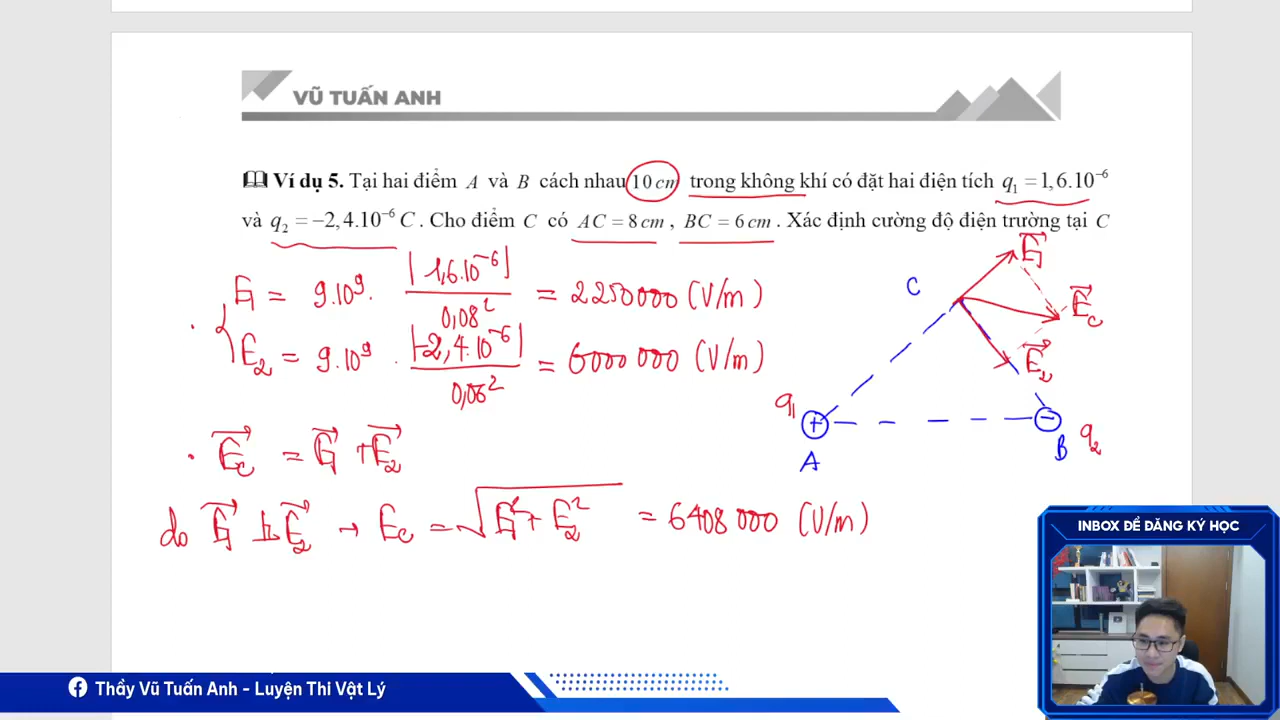 VŨ TUẤN ANH
Ví dụ 5. Tại hai điểm A và B cách nhau 10 cm trong không khí có đặt hai điện tích q₁ = 1,6.10⁻⁶
và q₂ = −2,4.10⁻⁶ C. Cho điểm C có AC = 8 cm, BC = 6 cm. Xác định cường độ điện trường tại C
E₁ = 9.10⁹. |1,6.10⁻⁶| / 0,08² = 2250000 (V/m)
E₂ = 9.10⁹ . |-2,4.10⁻⁶| / 0,06² = 6000000 (V/m)
E⃗c = E⃗₁ + E⃗₂
do E⃗₁ ⊥ E⃗₂ → Ec = √(E₁² + E₂²) = 6408000 (V/m)
E⃗₁
C
E⃗c
E⃗₂
q₁
+
−
q₂
A
B
INBOX ĐỂ ĐĂNG KÝ HỌC
Thầy Vũ Tuấn Anh - Luyện Thi Vật Lý